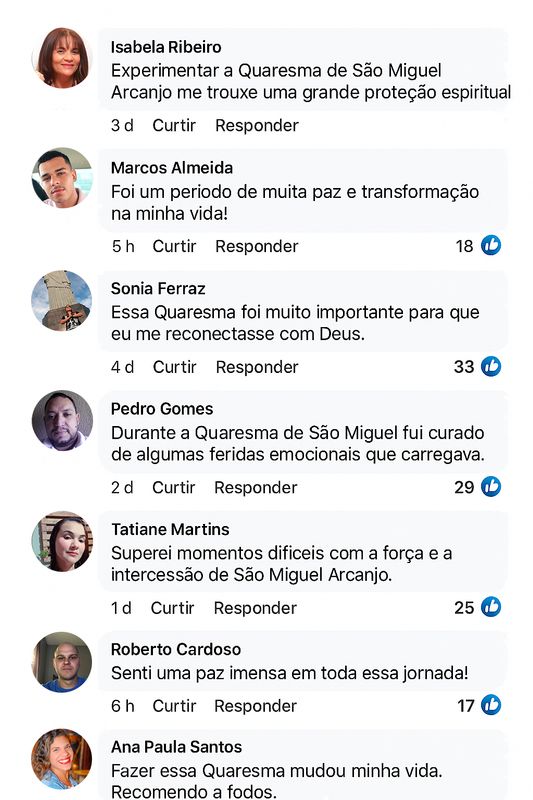 Isabela Ribeiro
Experimentar a Quaresma de São Miguel
Arcanjo me trouxe uma grande proteção espiritual
3 d Curtir Responder
Marcos Almeida
Foi um periodo de muita paz e transformação
na minha vida!
5 h Curtir Responder 18
Sonia Ferraz
Essa Quaresma foi muito importante para que
eu me reconectasse com Deus.
4 d Curtir Responder 33
Pedro Gomes
Durante a Quaresma de São Miguel fui curado
de algumas feridas emocionais que carregava.
2 d Curtir Responder 29
Tatiane Martins
Superei momentos dificeis com a força e a
intercessão de São Miguel Arcanjo.
1 d Curtir Responder 25
Roberto Cardoso
Senti uma paz imensa em toda essa jornada!
6 h Curtir Responder 17
Ana Paula Santos
Fazer essa Quaresma mudou minha vida.
Recomendo a fodos.